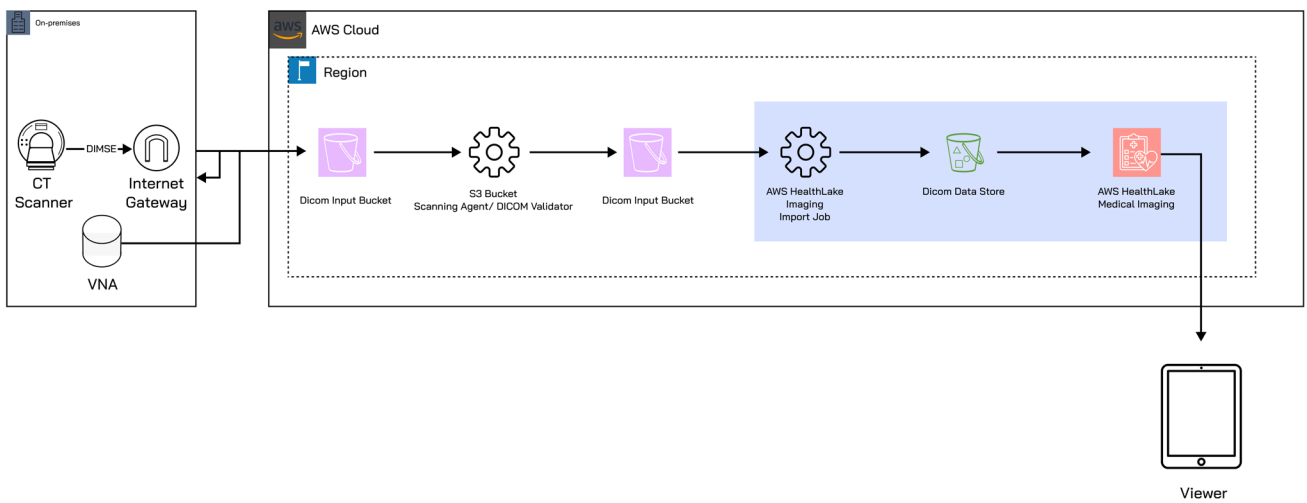 On-premises
aws
AWS Cloud
Region
DIMSE
CT
Scanner
Internet
Gateway
VNA
Dicom Input Bucket
S3 Bucket
Scanning Agent/ DICOM Validator
Dicom Input Bucket
AWS HealthLake
Imaging
Import Job
Dicom Data Store
AWS HealthLake
Medical Imaging
Viewer